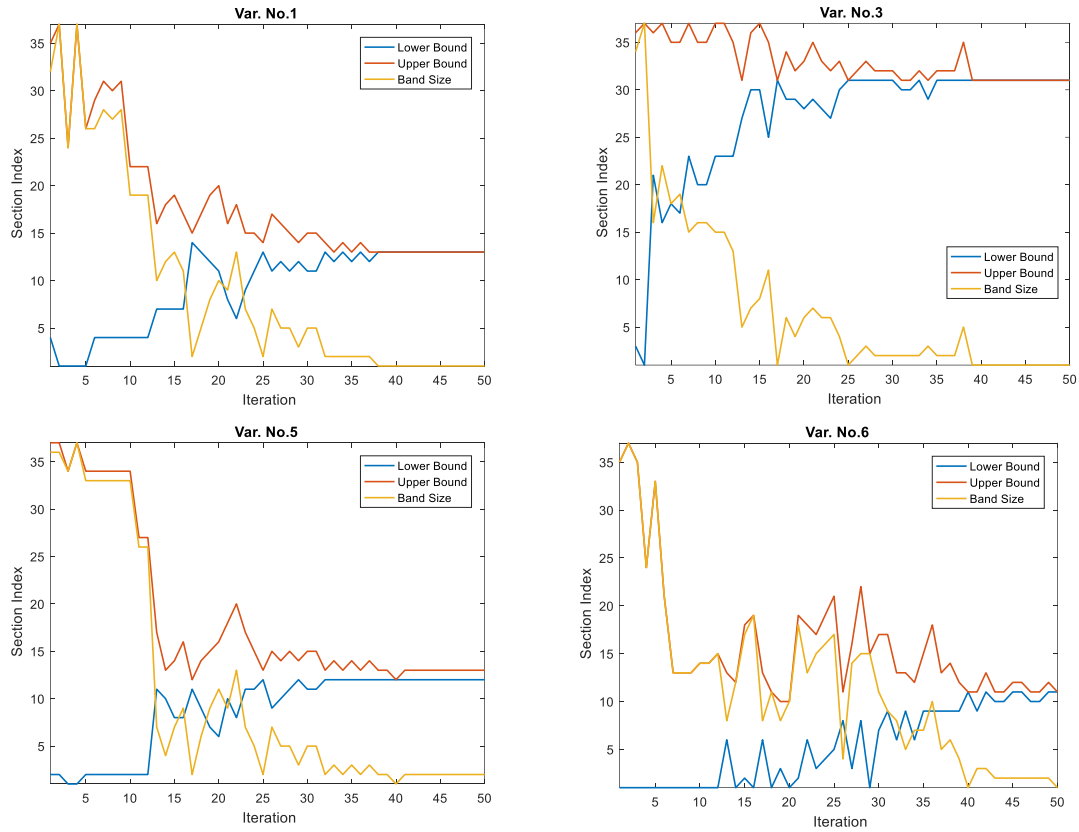 Var. No.1
35
30
25
20
15
10
5
Section Index
Lower Bound
Upper Bound
Band Size
5 10 15 20 25 30 35 40 45 50
Iteration
Var. No.3
35
30
25
20
15
10
5
Section Index
Lower Bound
Upper Bound
Band Size
5 10 15 20 25 30 35 40 45 50
Iteration
Var. No.5
35
30
25
20
15
10
5
Section Index
Lower Bound
Upper Bound
Band Size
5 10 15 20 25 30 35 40 45 50
Iteration
Var. No.6
35
30
25
20
15
10
5
Section Index
Lower Bound
Upper Bound
Band Size
5 10 15 20 25 30 35 40 45 50
Iteration